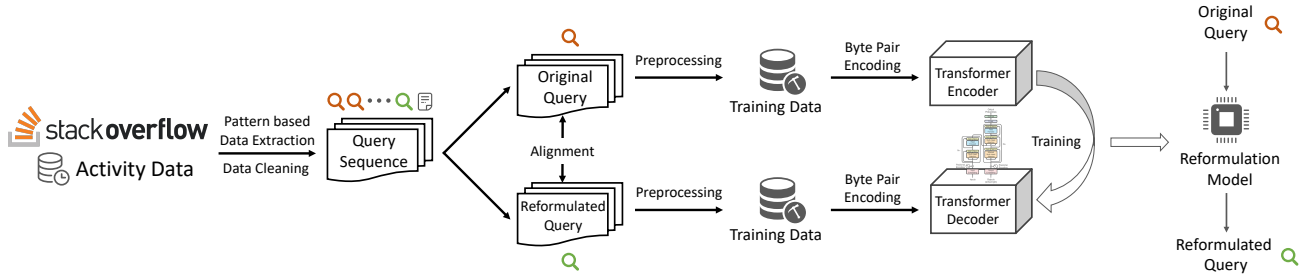 stackoverflow
Activity Data
Pattern based
Data Extraction
Data Cleaning
Query
Sequence
Original
Query
Alignment
Reformulated
Query
Preprocessing
Training Data
Byte Pair
Encoding
Transformer
Encoder
Preprocessing
Training Data
Byte Pair
Encoding
Transformer
Decoder
Training
Original
Query
Reformulation
Model
Reformulated
Query